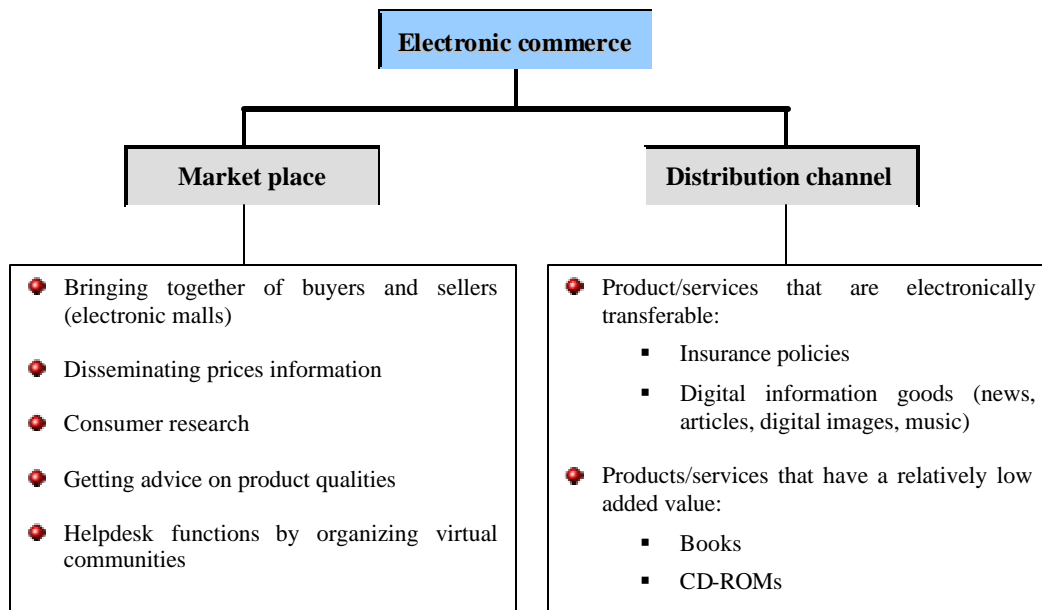 Electronic commerce
Market place
Distribution channel
Bringing together of buyers and sellers
(electronic malls)
Disseminating prices information
Consumer research
Getting advice on product qualities
Helpdesk functions by organizing virtual
communities
Product/services that are electronically
transferable:
Insurance policies
Digital information goods (news,
articles, digital images, music)
Products/services that have a relatively low
added value:
Books
CD-ROMs